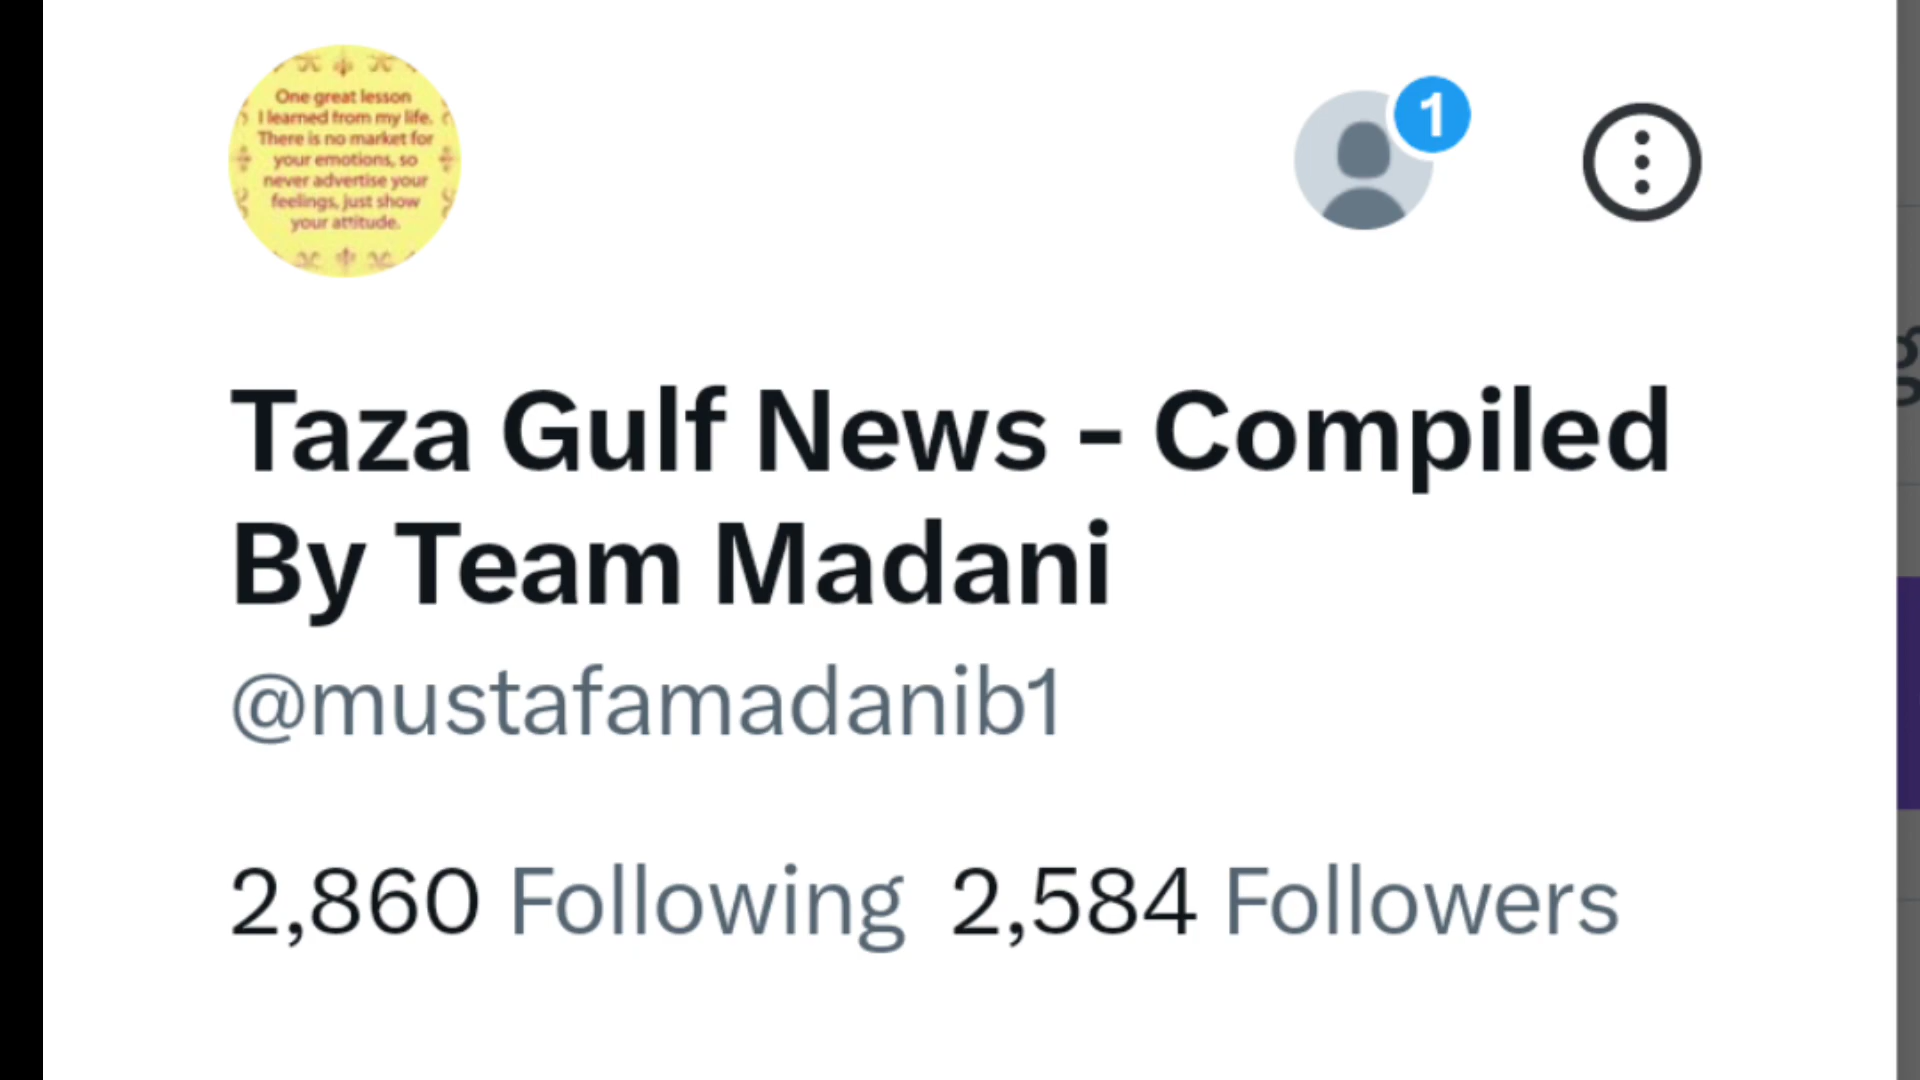 One great lesson
I learned from my life.
There is no market for
your emotions, so
never advertise your
feelings, just show
your attitude.
1
Taza Gulf News - Compiled
By Team Madani
@mustafamadanib1
2,860 Following 2,584 Followers